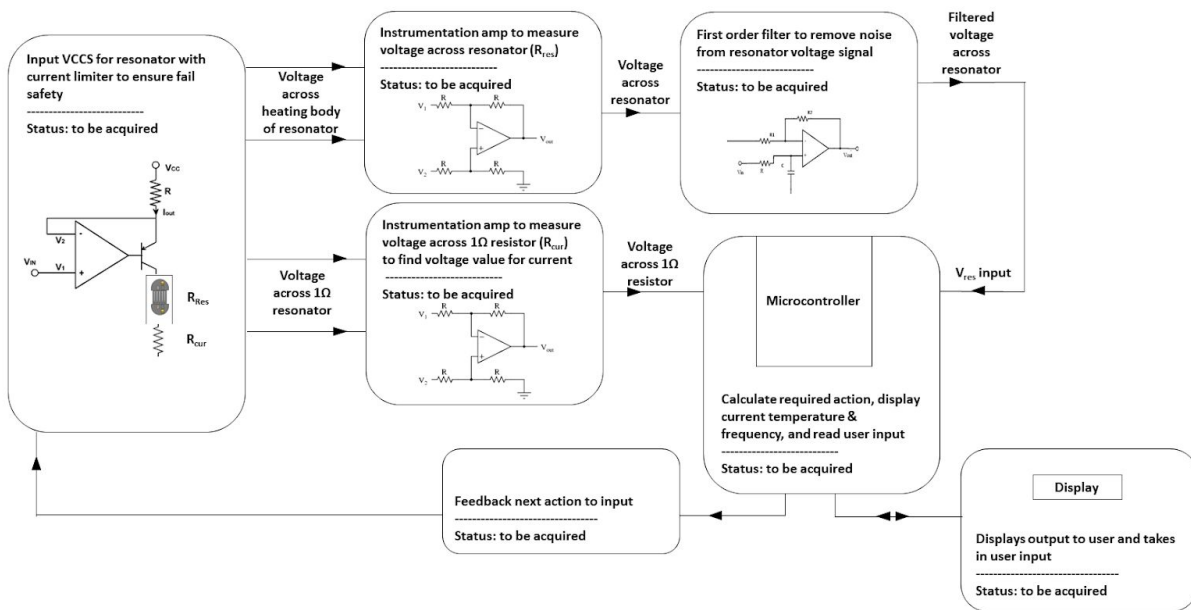 Input VCCS for resonator with
current limiter to ensure fail
safety
----------------------------
Status: to be acquired
VCC
R
Iout
V2
-
VIN
V1
+
RRes
Rcur
Voltage
across
heating body
of resonator
Voltage
across 1Ω
resonator
Instrumentation amp to measure
voltage across resonator (Rres)
----------------------------
Status: to be acquired
V1
R
R
Vout
V2
R
R
Voltage
across
resonator
First order filter to remove noise
from resonator voltage signal
----------------------------
Status: to be acquired
R2
R1
Vin
R
C
Vout
Filtered
voltage
across
resonator
Instrumentation amp to measure
voltage across 1Ω resistor (Rcur)
to find voltage value for current
----------------------------
Status: to be acquired
V1
R
R
Vout
V2
R
R
Voltage
across 1Ω
resistor
Vres input
Microcontroller
Calculate required action, display
current temperature &
frequency, and read user input
----------------------------
Status: to be acquired
Feedback next action to input
----------------------------------
Status: to be acquired
Display
Displays output to user and takes
in user input
----------------------------------
Status: to be acquired